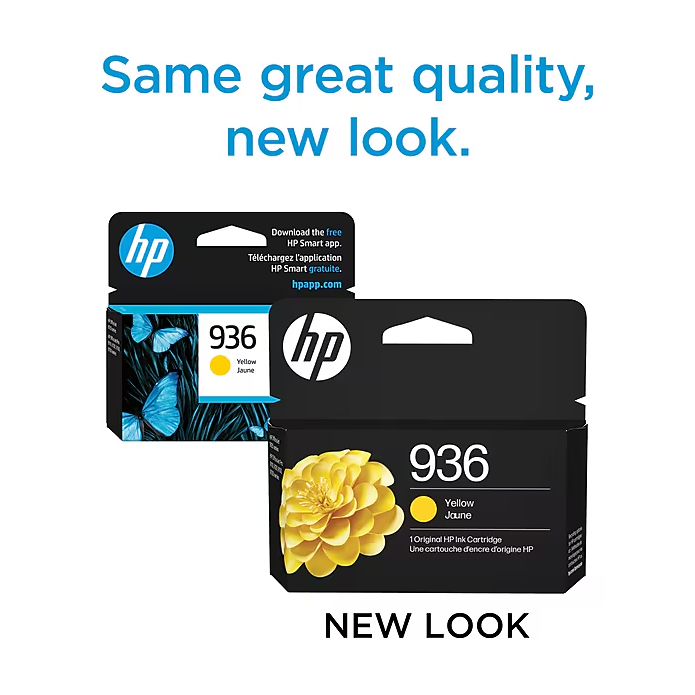 Same great quality,
new look.
hp
Download the free
HP Smart app.
Téléchargez l'application
HP Smart gratuite.
hpapp.com
936
Yellow
Jaune
hp
936
Yellow
Jaune
1 Original HP Ink Cartridge
Une cartouche d'encre d'origine HP
NEW LOOK